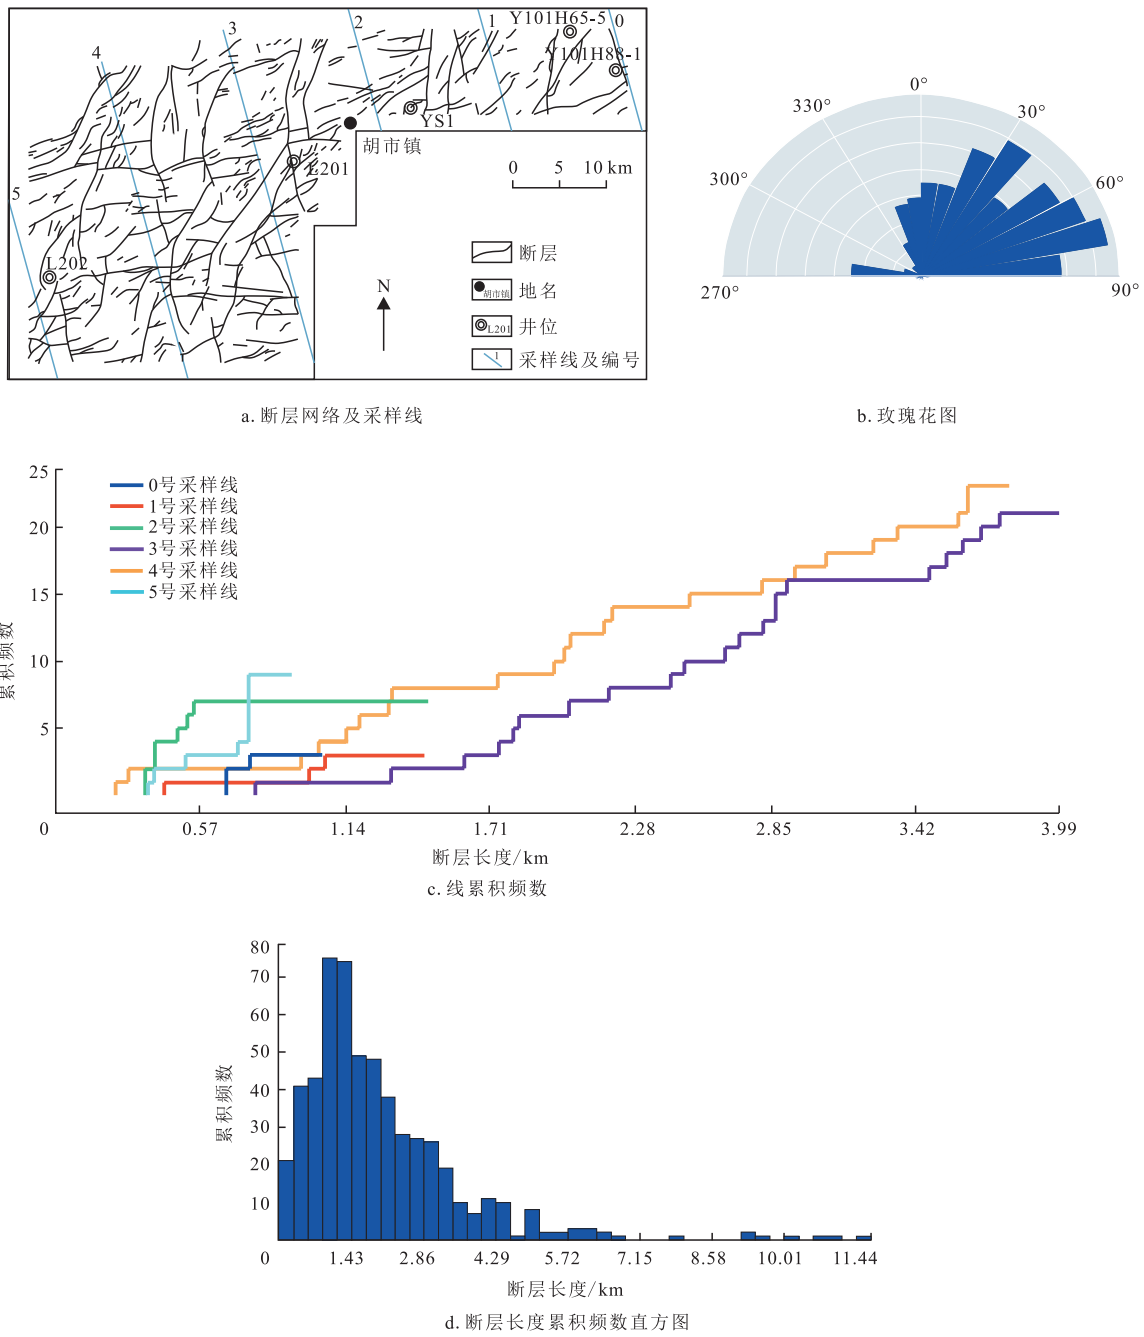 0
1
2
3
4
5
Y101H65-5
Y101H88-1
YS1
胡市镇
L201
L202
0 5 10 km
N
断层
胡市镇 地名
L201 井位
1 采样线及编号
a. 断层网络及采样线
0°
330°
30°
300°
60°
270°
90°
b. 玫瑰花图
25
20
15
10
5
0
累积频数
0号采样线
1号采样线
2号采样线
3号采样线
4号采样线
5号采样线
0.57 1.14 1.71 2.28 2.85 3.42 3.99
断层长度/km
c. 线累积频数
80
70
60
50
40
30
20
10
0
累积频数
1.43 2.86 4.29 5.72 7.15 8.58 10.01 11.44
断层长度/km
d. 断层长度累积频数直方图